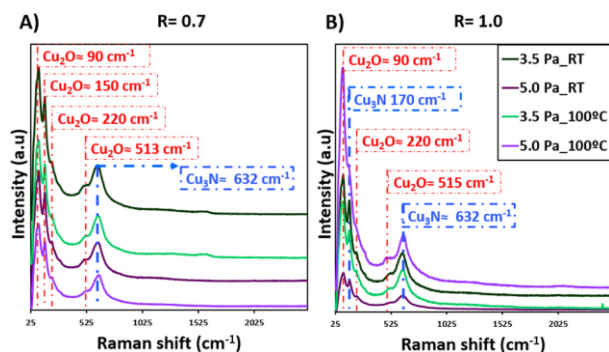 A)
R= 0.7
Cu₂O≈ 90 cm⁻¹
Cu₂O≈ 150 cm⁻¹
Cu₂O≈ 220 cm⁻¹
Cu₂O≈ 513 cm⁻¹
Cu₃N≈ 632 cm⁻¹
Intensity (a.u)
25 525 1025 1525 2025
Raman shift (cm⁻¹)
B)
R= 1.0
Cu₂O≈ 90 cm⁻¹
Cu₃N 170 cm⁻¹
Cu₂O≈ 220 cm⁻¹
Cu₂O≈ 515 cm⁻¹
Cu₃N≈ 632 cm⁻¹
3.5 Pa_RT
5.0 Pa_RT
3.5 Pa_100ºC
5.0 Pa_100ºC
Intensity (a.u)
25 525 1025 1525 2025
Raman shift (cm⁻¹)